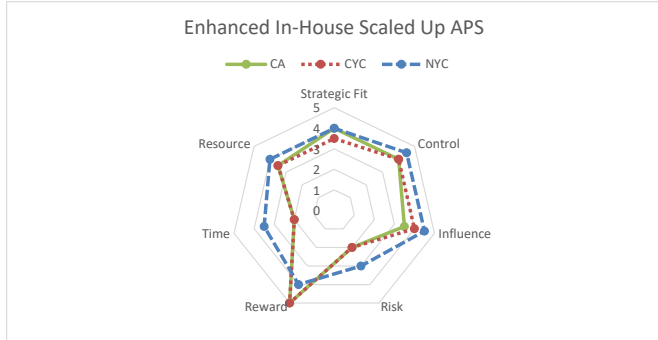 Enhanced In-House Scaled Up APS
CA CYC NYC
Strategic Fit
5
4
3
2
1
0
Resource Control
Time Influence
Reward Risk